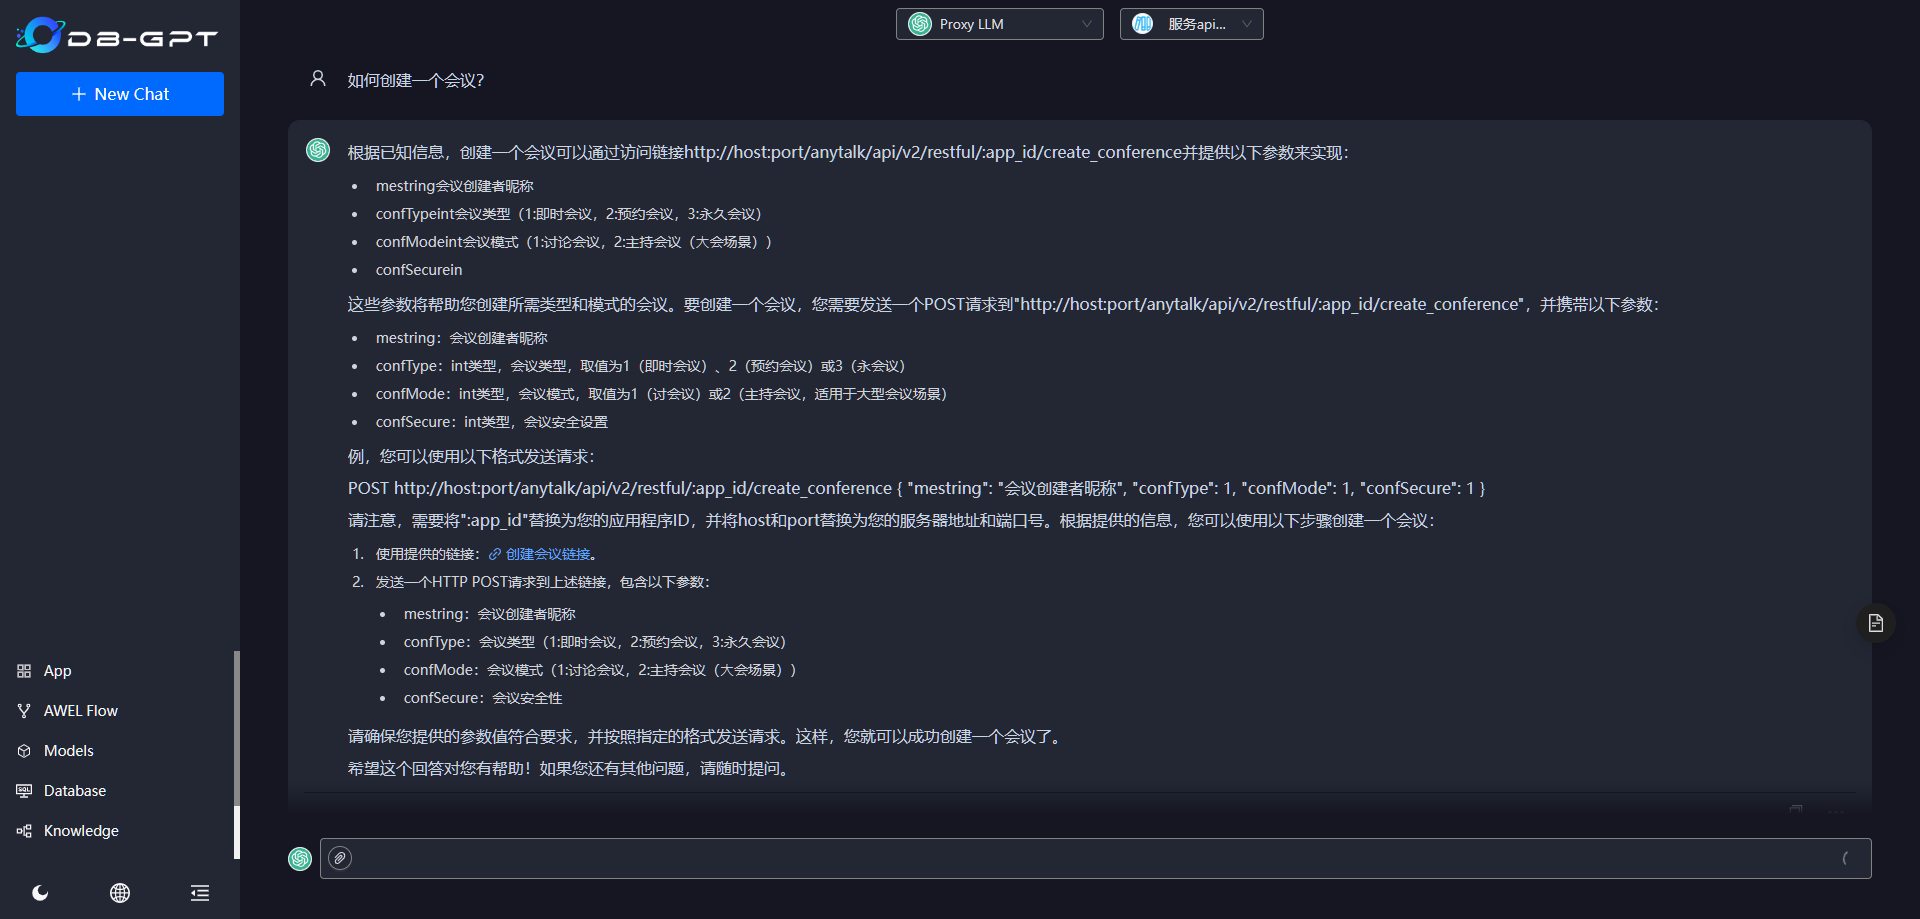 DB-GPT
New Chat
App
AWEL Flow
Models
Database
Knowledge
Proxy LLM
服务api...
如何创建一个会议？
根据已知信息，创建一个会议可以通过访问链接http://host:port/anytalk/api/v2/restful/:app_id/create_conference并提供以下参数来实现：
• mestring会议创建者昵称
• confTypeint会议类型（1:即时会议，2:预约会议，3:永久会议）
• confModeint会议模式（1:讨论会议，2:主持会议（大会场景））
• confSecurein
这些参数将帮助您创建所需类型和模式的会议。要创建一个会议，您需要发送一个POST请求到"http://host:port/anytalk/api/v2/restful/:app_id/create_conference"，并携带以下参数：
• mestring：会议创建者昵称
• confType：int类型，会议类型，取值为1（即时会议）、2（预约会议）或3（永会议）
• confMode：int类型，会议模式，取值为1（讨会议）或2（主持会议，适用于大型会议场景）
• confSecure：int类型，会议安全设置
例，您可以使用以下格式发送请求：
POST http://host:port/anytalk/api/v2/restful/:app_id/create_conference { "mestring": "会议创建者昵称", "confType": 1, "confMode": 1, "confSecure": 1 }
请注意，需要将":app_id"替换为您的应用程序ID，并将host和port替换为您的服务器地址和端口号。根据提供的信息，您可以使用以下步骤创建一个会议：
1. 使用提供的链接：创建会议链接。
2. 发送一个HTTP POST请求到上述链接，包含以下参数：
• mestring：会议创建者昵称
• confType：会议类型（1:即时会议，2:预约会议，3:永久会议）
• confMode：会议模式（1:讨论会议，2:主持会议（大会场景））
• confSecure：会议安全性
请确保您提供的参数值符合要求，并按照指定的格式发送请求。这样，您就可以成功创建一个会议了。
希望这个回答对您有帮助！如果您还有其他问题，请随时提问。